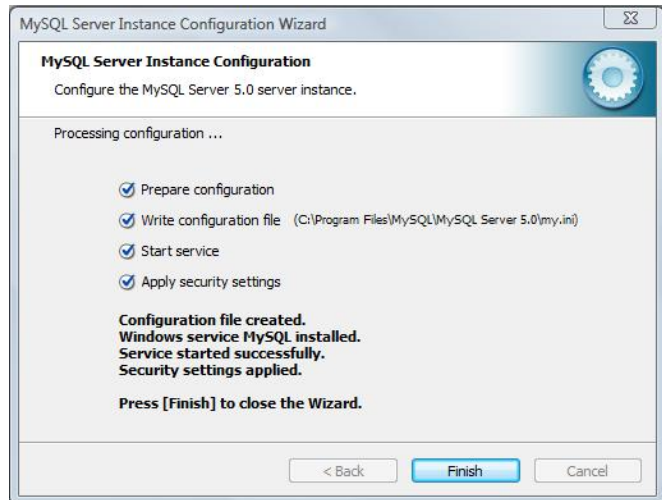 MySQL Server Instance Configuration Wizard
MySQL Server Instance Configuration
Configure the MySQL Server 5.0 server instance.
Processing configuration ...
Prepare configuration
Write configuration file (C:\Program Files\MySQL\MySQL Server 5.0\my.ini)
Start service
Apply security settings
Configuration file created.
Windows service MySQL installed.
Service started successfully.
Security settings applied.
Press [Finish] to close the Wizard.
< Back Finish Cancel